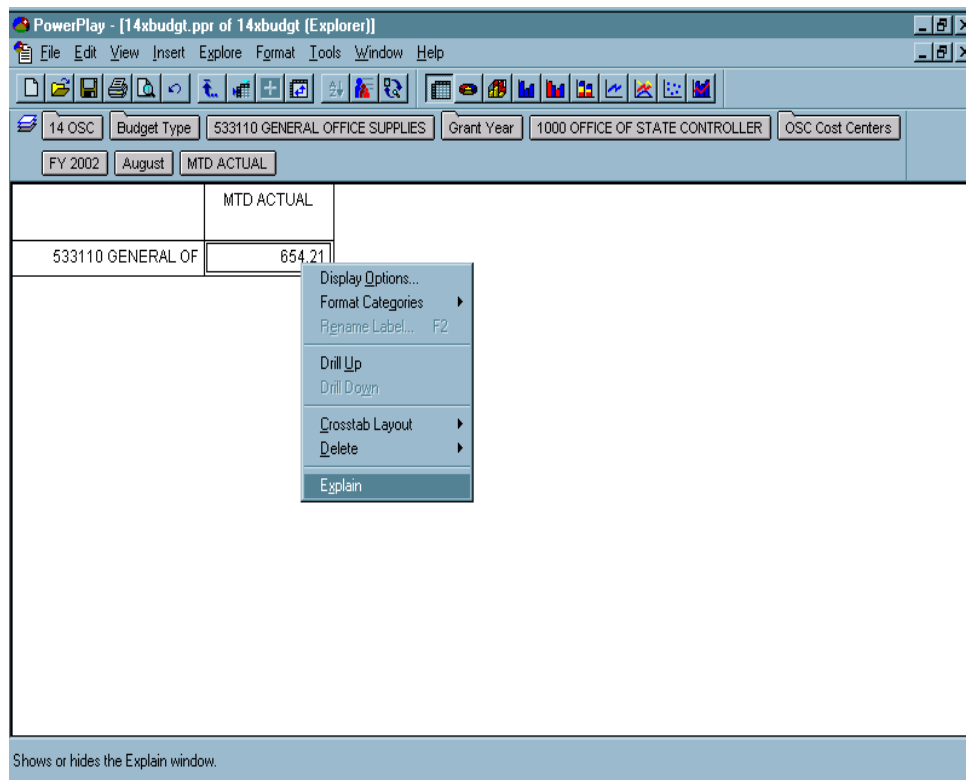 PowerPlay - [14xbudgt.ppr of 14xbudgt (Explorer)]
File Edit View Insert Explore Format Tools Window Help
14 OSC Budget Type 533110 GENERAL OFFICE SUPPLIES Grant Year 1000 OFFICE OF STATE CONTROLLER OSC Cost Centers
FY 2002 August MTD ACTUAL
MTD ACTUAL
533110 GENERAL OF 654.21
Display Options...
Format Categories
Rename Label... F2
Drill Up
Drill Down
Crosstab Layout
Delete
Explain
Shows or hides the Explain window.